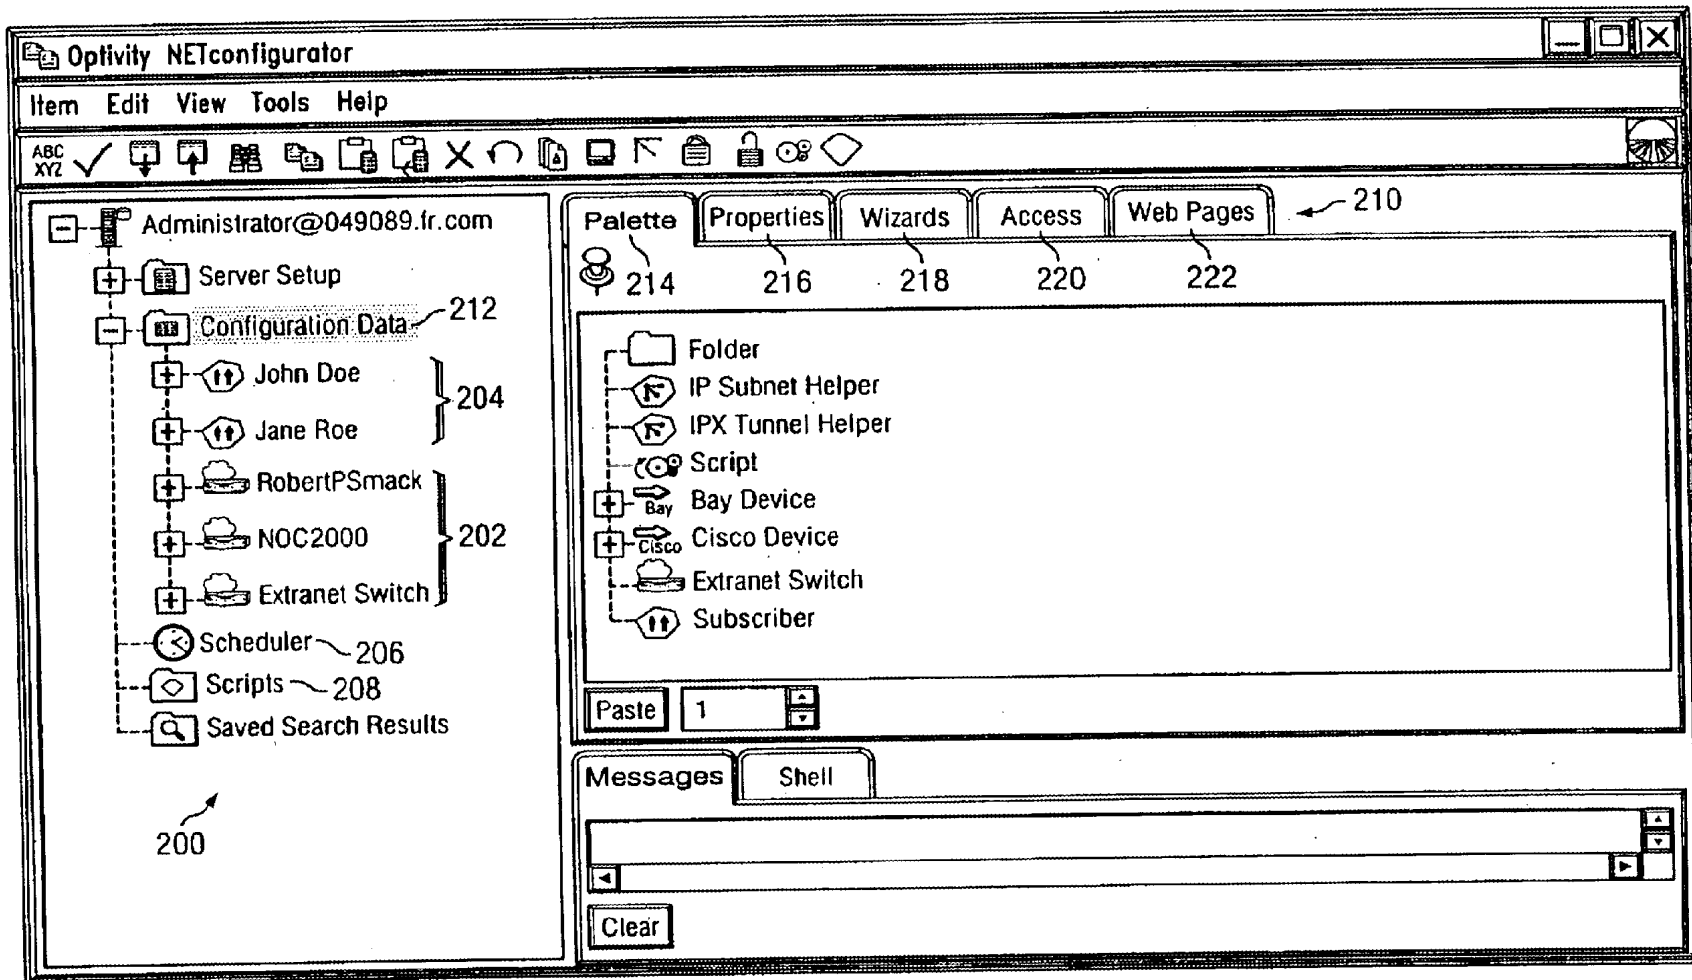 Optivity NETconfigurator
Item Edit View Tools Help
ABC
XYZ
Administrator@049089.fr.com
Server Setup
Configuration Data 212
John Doe
Jane Roe
204
RobertPSmack
NOC2000
Extranet Switch
202
Scheduler 206
Scripts 208
Saved Search Results
200
Palette Properties Wizards Access Web Pages 210
214 216 218 220 222
Folder
IP Subnet Helper
IPX Tunnel Helper
Script
Bay Bay Device
Cisco Cisco Device
Extranet Switch
Subscriber
Paste 1
Messages Shell
Clear